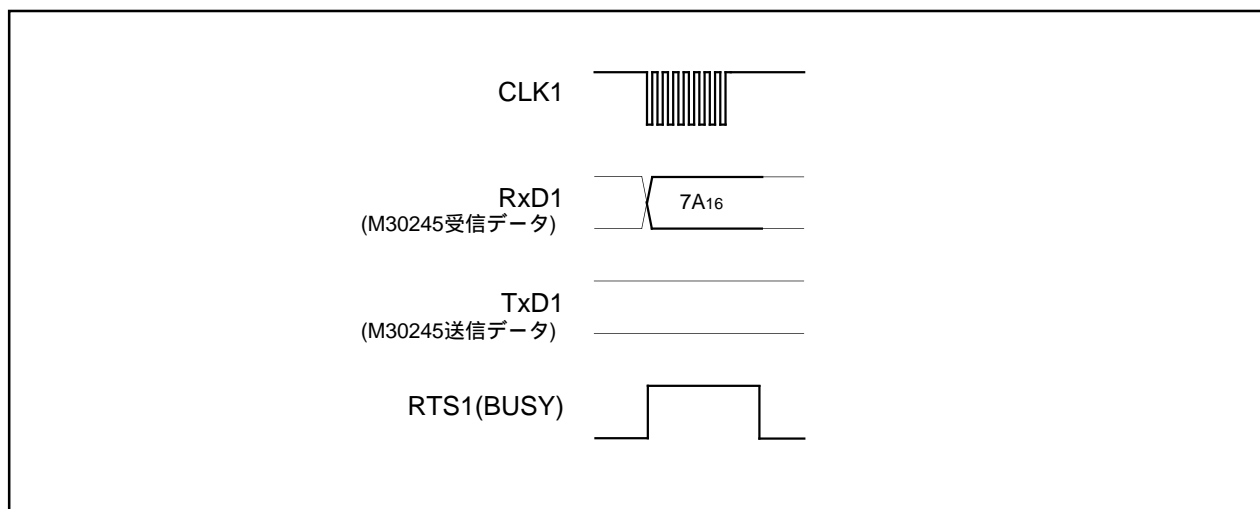 CLK1
RxD1
7A16
(M30245受信データ)
TxD1
(M30245送信データ)
RTS1(BUSY)